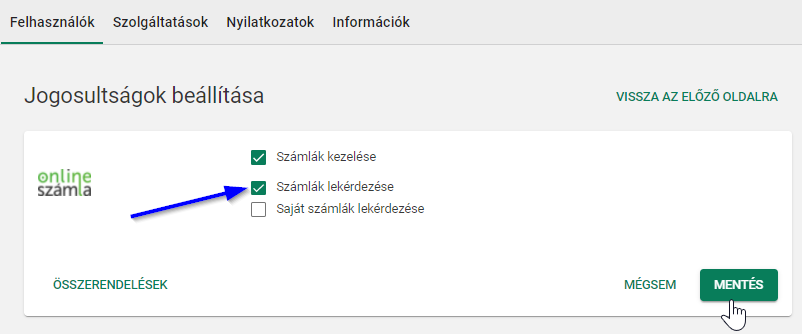 Felhasználók Szolgáltatások Nyilatkozatok Információk
Jogosultságok beállítása VISSZA AZ ELŐZŐ OLDALRA
Számlák kezelése
online
számla
Számlák lekérdezése
Saját számlák lekérdezése
ÖSSZERENDELÉSEK MÉGSEM MENTÉS